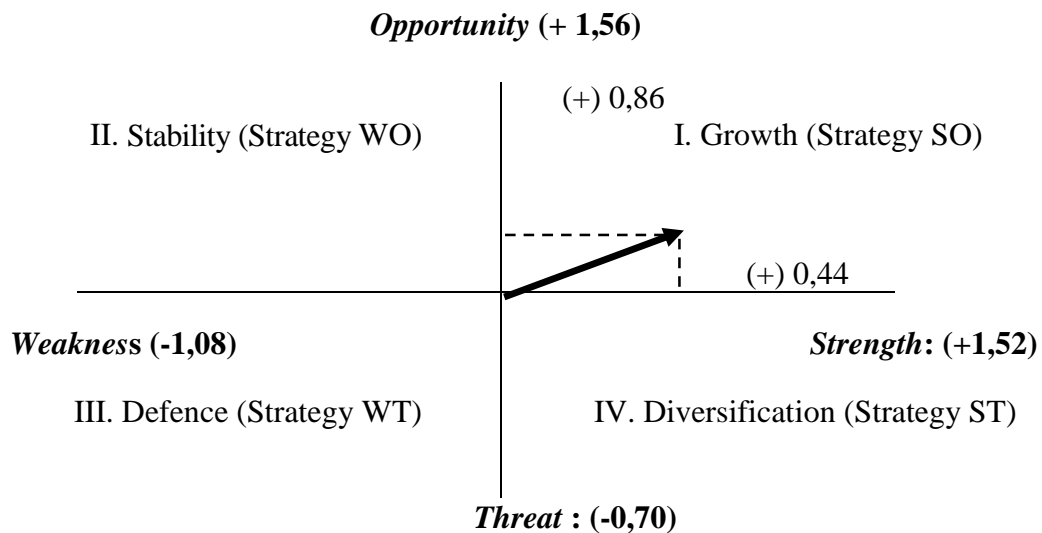 Opportunity (+ 1,56)
(+) 0,86
II. Stability (Strategy WO)
I. Growth (Strategy SO)
(+) 0,44
Weakness (-1,08)
Strength: (+1,52)
III. Defence (Strategy WT)
IV. Diversification (Strategy ST)
Threat : (-0,70)